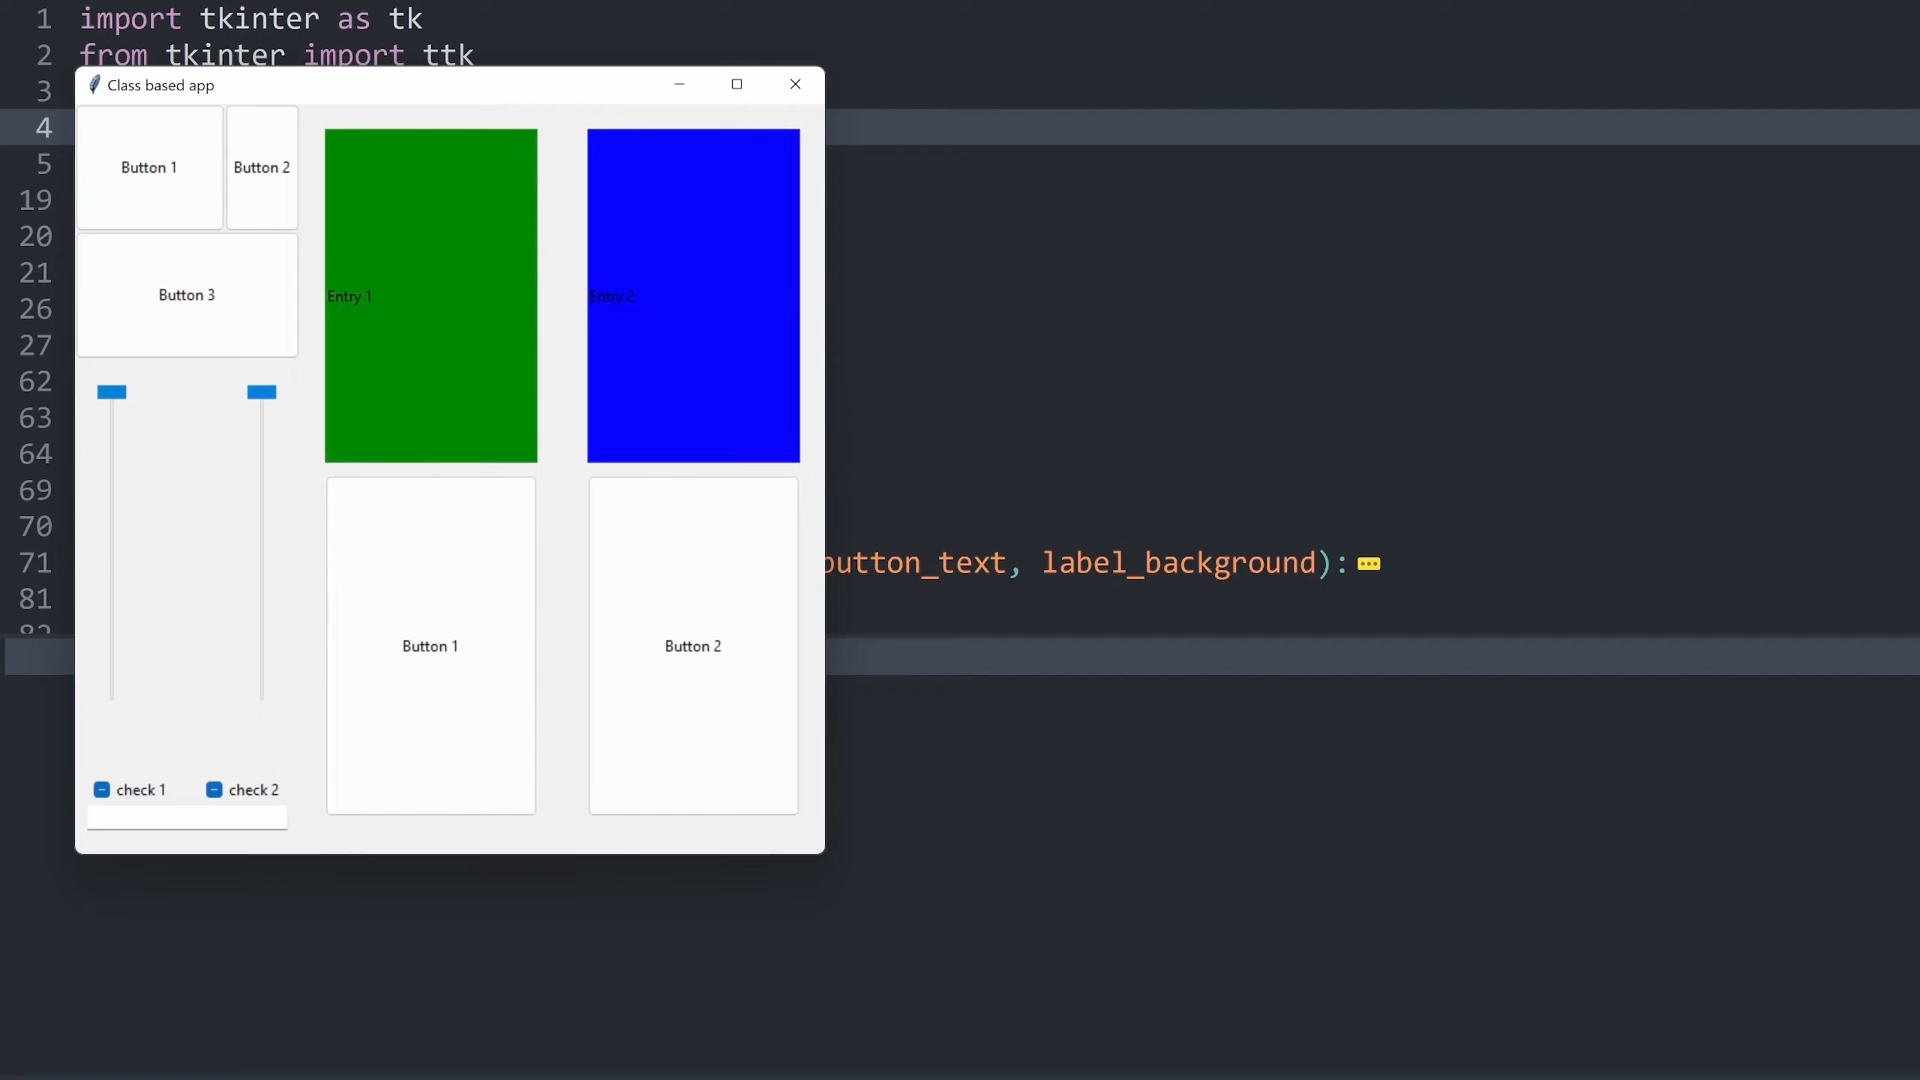 1 import tkinter as tk
2 from tkinter import ttk
3
Class based app
4
Button 1 Button 2
5
19
20
21
Button 3
Entry 1 Entry 2
26
27
62
63
64
69
70
71 button_text, label_background):
81
82
Button 1 Button 2
check 1 check 2